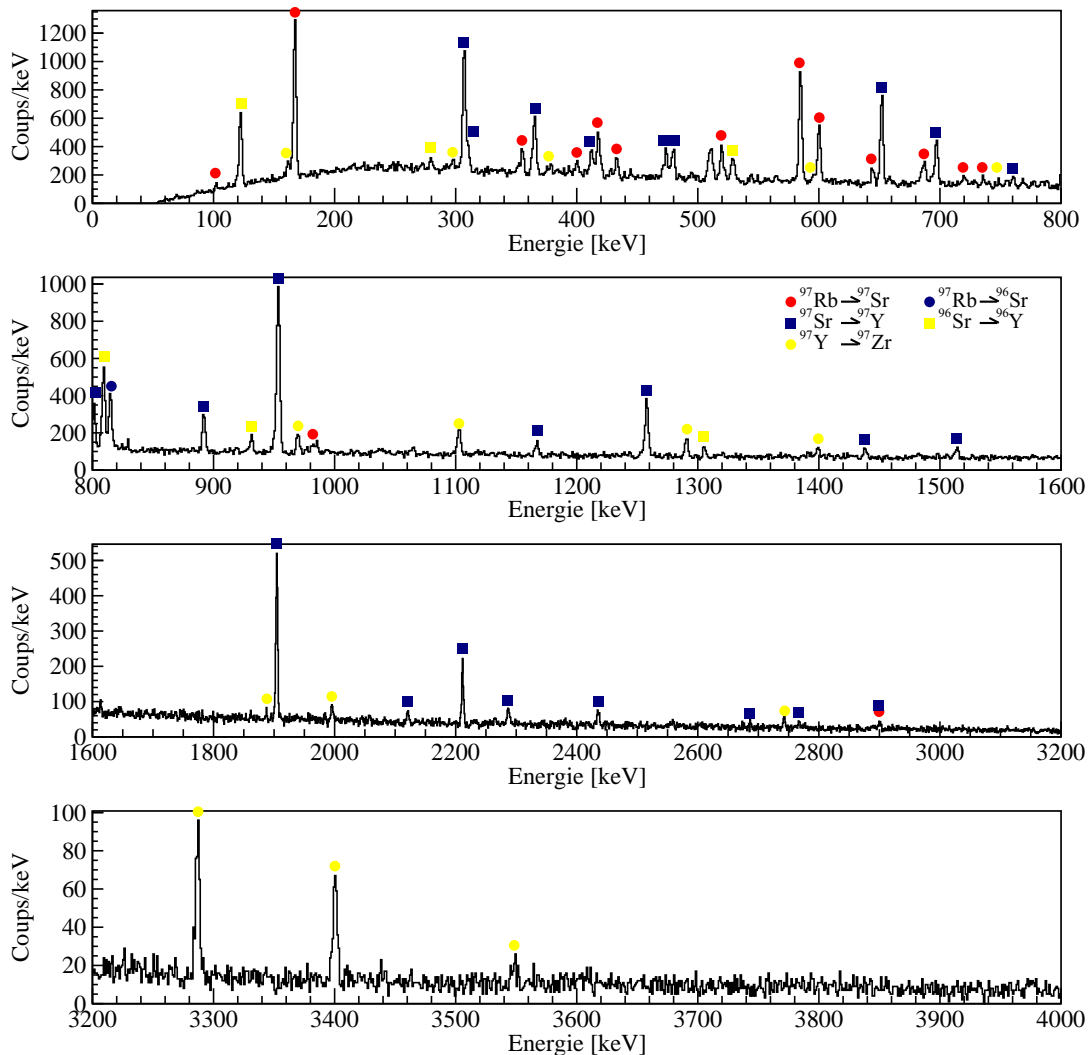 Coups/keV
1200
1000
800
600
400
200
0
0 100 200 300 400 500 600 700 800
Energie [keV]
Coups/keV
1000
800
600
400
200
0
⁹⁷Rb → ⁹⁷Sr ⁹⁷Rb → ⁹⁶Sr
⁹⁷Sr → ⁹⁷Y ⁹⁶Sr → ⁹⁶Y
⁹⁷Y → ⁹⁷Zr
800 900 1000 1100 1200 1300 1400 1500 1600
Energie [keV]
Coups/keV
500
400
300
200
100
0
1600 1800 2000 2200 2400 2600 2800 3000 3200
Energie [keV]
Coups/keV
100
80
60
40
20
0
3200 3300 3400 3500 3600 3700 3800 3900 4000
Energie [keV]